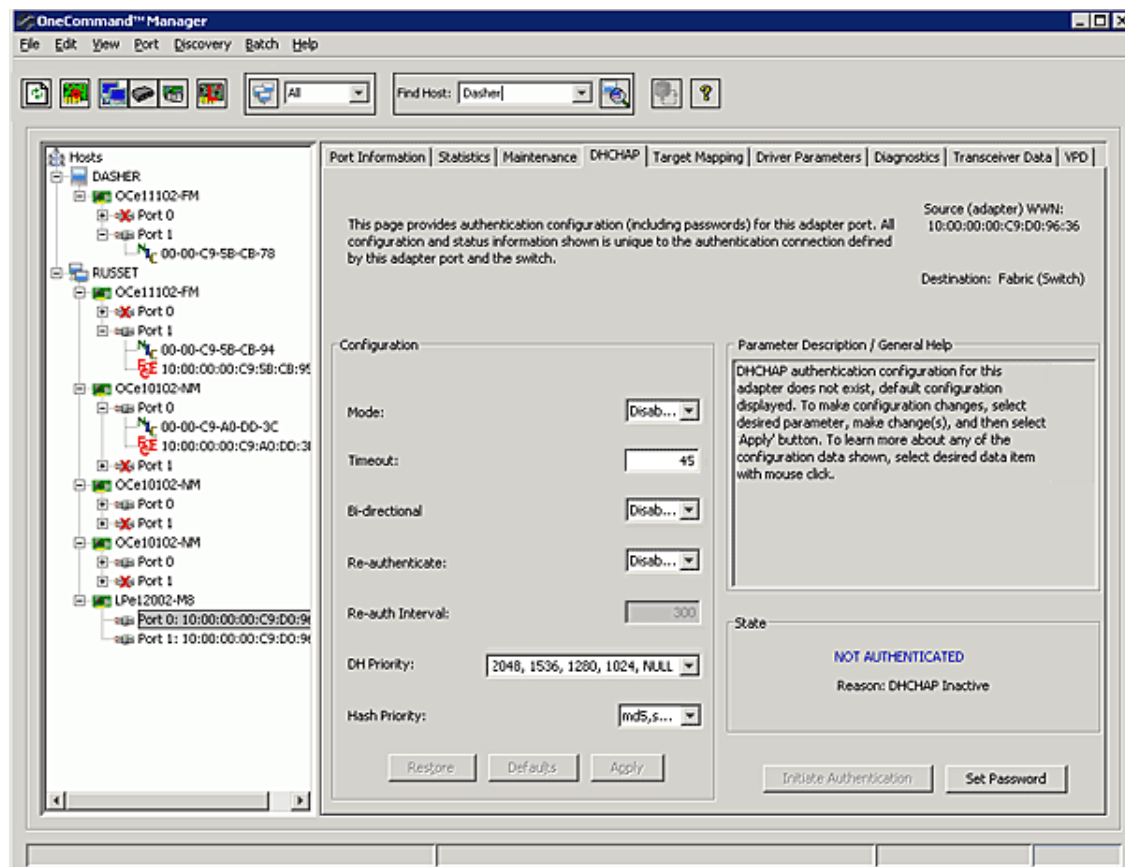 OneCommand™ Manager
File Edit View Port Discovery Batch Help
All
Find Host: Dasher
Hosts
DASHER
OCe11102-FM
Port 0
Port 1
00-00-C9-5B-CB-78
RUSSET
OCe11102-FM
Port 0
Port 1
00-00-C9-5B-CB-94
10:00:00:00:C9:5B:CB:95
OCe10102-NM
Port 0
00-00-C9-A0-DD-3C
10:00:00:00:C9:A0:DD:3
Port 1
OCe10102-NM
Port 0
Port 1
OCe10102-NM
Port 0
Port 1
LPe12002-M8
Port 0: 10:00:00:00:C9:D0:96
Port 1: 10:00:00:00:C9:D0:96
Port Information Statistics Maintenance DHCHAP Target Mapping Driver Parameters Diagnostics Transceiver Data VPD
This page provides authentication configuration (including passwords) for this adapter port. All
configuration and status information shown is unique to the authentication connection defined
by this adapter port and the switch.
Source (adapter) WWN:
10:00:00:00:C9:D0:96:36
Destination: Fabric (Switch)
Configuration
Mode: Disab...
Timeout: 45
Bi-directional Disab...
Re-authenticate: Disab...
Re-auth Interval: 300
DH Priority: 2048, 1536, 1280, 1024, NULL
Hash Priority: md5,s...
Restore Defaults Apply
Parameter Description / General Help
DHCHAP authentication configuration for this
adapter does not exist, default configuration
displayed. To make configuration changes, select
desired parameter, make change(s), and then select
'Apply' button. To learn more about any of the
configuration data shown, select desired data item
with mouse click.
State
NOT AUTHENTICATED
Reason: DHCHAP Inactive
Initiate Authentication Set Password